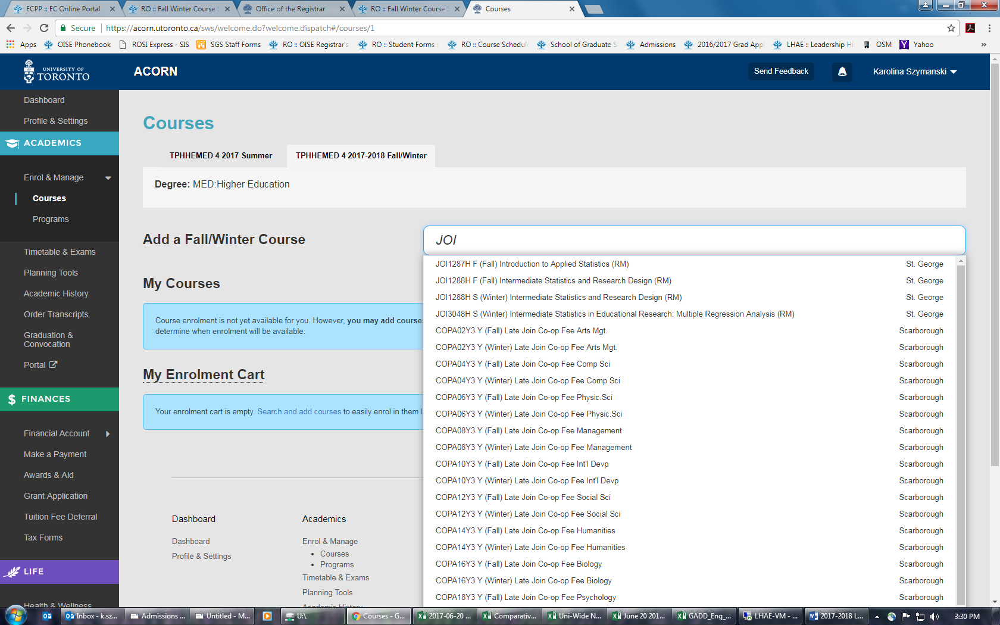 ECPP :: EC Online Portal
RO :: Fall Winter Course
Office of the Registrar
RO :: Fall Winter Course
Courses
Secure
https://acorn.utoronto.ca/sws/welcome.do?welcome.dispatch#/courses/1
Apps
OISE Phonebook
ROSI Express - SIS
SGS Staff Forms
RO :: OISE Registrar's
RO :: Student Forms
RO :: Course Schedule
School of Graduate S
Admissions
2016/2017 Grad App
LHAE :: Leadership Hi
OSM
Yahoo
»
UNIVERSITY OF
TORONTO
ACORN
Send Feedback
Karolina Szymanski
Dashboard
Profile & Settings
ACADEMICS
Enrol & Manage
Courses
Programs
Timetable & Exams
Planning Tools
Academic History
Order Transcripts
Graduation &
Convocation
Portal
$ FINANCES
Financial Account
Make a Payment
Awards & Aid
Grant Application
Tuition Fee Deferral
Tax Forms
LIFE
Health & Wellness
Courses
TPHHEMED 4 2017 Summer
TPHHEMED 4 2017-2018 Fall/Winter
Degree: MED:Higher Education
Add a Fall/Winter Course
JOI
My Courses
Course enrolment is not yet available for you. However, you may add courses
determine when enrolment will be available.
My Enrolment Cart
Your enrolment cart is empty. Search and add courses to easily enrol in them
JOI1287H F (Fall) Introduction to Applied Statistics (RM) St. George
JOI1288H F (Fall) Intermediate Statistics and Research Design (RM) St. George
JOI1288H S (Winter) Intermediate Statistics and Research Design (RM) St. George
JOI3048H S (Winter) Intermediate Statistics in Educational Research: Multiple Regression Analysis (RM) St. George
COPA02Y3 Y (Fall) Late Join Co-op Fee Arts Mgt. Scarborough
COPA02Y3 Y (Winter) Late Join Co-op Fee Arts Mgt. Scarborough
COPA04Y3 Y (Fall) Late Join Co-op Fee Comp Sci Scarborough
COPA04Y3 Y (Winter) Late Join Co-op Fee Comp Sci Scarborough
COPA06Y3 Y (Fall) Late Join Co-op Fee Physic.Sci Scarborough
COPA06Y3 Y (Winter) Late Join Co-op Fee Physic.Sci Scarborough
COPA08Y3 Y (Fall) Late Join Co-op Fee Management Scarborough
COPA08Y3 Y (Winter) Late Join Co-op Fee Management Scarborough
COPA10Y3 Y (Fall) Late Join Co-op Fee Int'l Devp Scarborough
COPA10Y3 Y (Winter) Late Join Co-op Fee Int'l Devp Scarborough
COPA12Y3 Y (Fall) Late Join Co-op Fee Social Sci Scarborough
COPA12Y3 Y (Winter) Late Join Co-op Fee Social Sci Scarborough
COPA14Y3 Y (Fall) Late Join Co-op Fee Humanities Scarborough
COPA14Y3 Y (Winter) Late Join Co-op Fee Humanities Scarborough
COPA16Y3 Y (Fall) Late Join Co-op Fee Biology Scarborough
COPA16Y3 Y (Winter) Late Join Co-op Fee Biology Scarborough
COPA18Y3 Y (Fall) Late Join Co-op Fee Psychology Scarborough
Dashboard
Dashboard
Profile & Settings
Academics
Enrol & Manage
• Courses
• Programs
Timetable & Exams
Planning Tools
Academic History
Inbox - k.sz...
Admissions ...
Untitled - M...
U:\
Courses - G...
2017-06-20 ...
Comparativ...
Uni-Wide N...
June 20 201...
GADD_Eng_...
LHAE-VM - ...
2017-2018 L...
3:30 PM